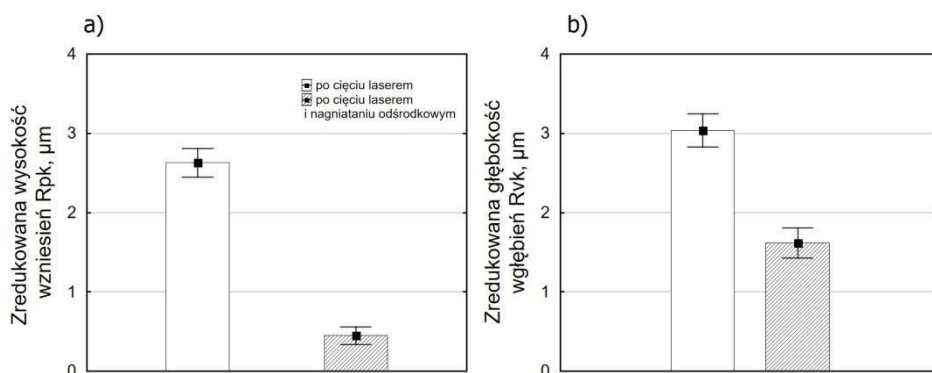 a)
Zredukowana wysokość
wzniesień Rpk, µm
4
3
2
1
0
po cięciu laserem
po cięciu laserem
i nagniataniu odśrodkowym
b)
Zredukowana głębokość
wgłębień Rvk, µm
4
3
2
1
0